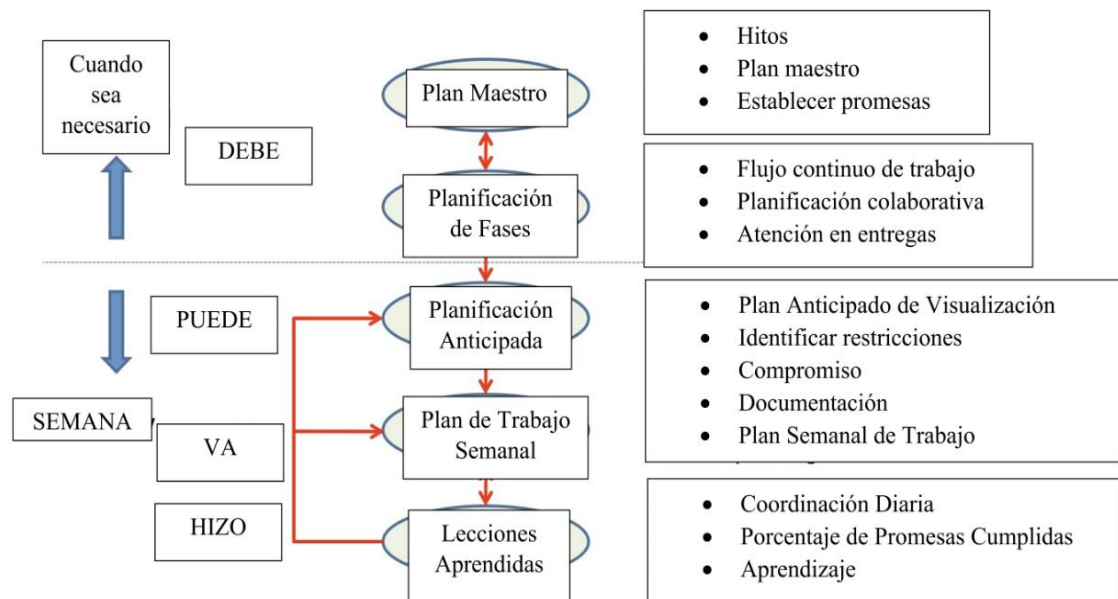 Cuando
sea
necesario
DEBE
Plan Maestro
• Hitos
• Plan maestro
• Establecer promesas
Planificación
de Fases
• Flujo continuo de trabajo
• Planificación colaborativa
• Atención en entregas
PUEDE
Planificación
Anticipada
• Plan Anticipado de Visualización
• Identificar restricciones
• Compromiso
• Documentación
• Plan Semanal de Trabajo
SEMANA
VA
Plan de Trabajo
Semanal
HIZO
Lecciones
Aprendidas
• Coordinación Diaria
• Porcentaje de Promesas Cumplidas
• Aprendizaje